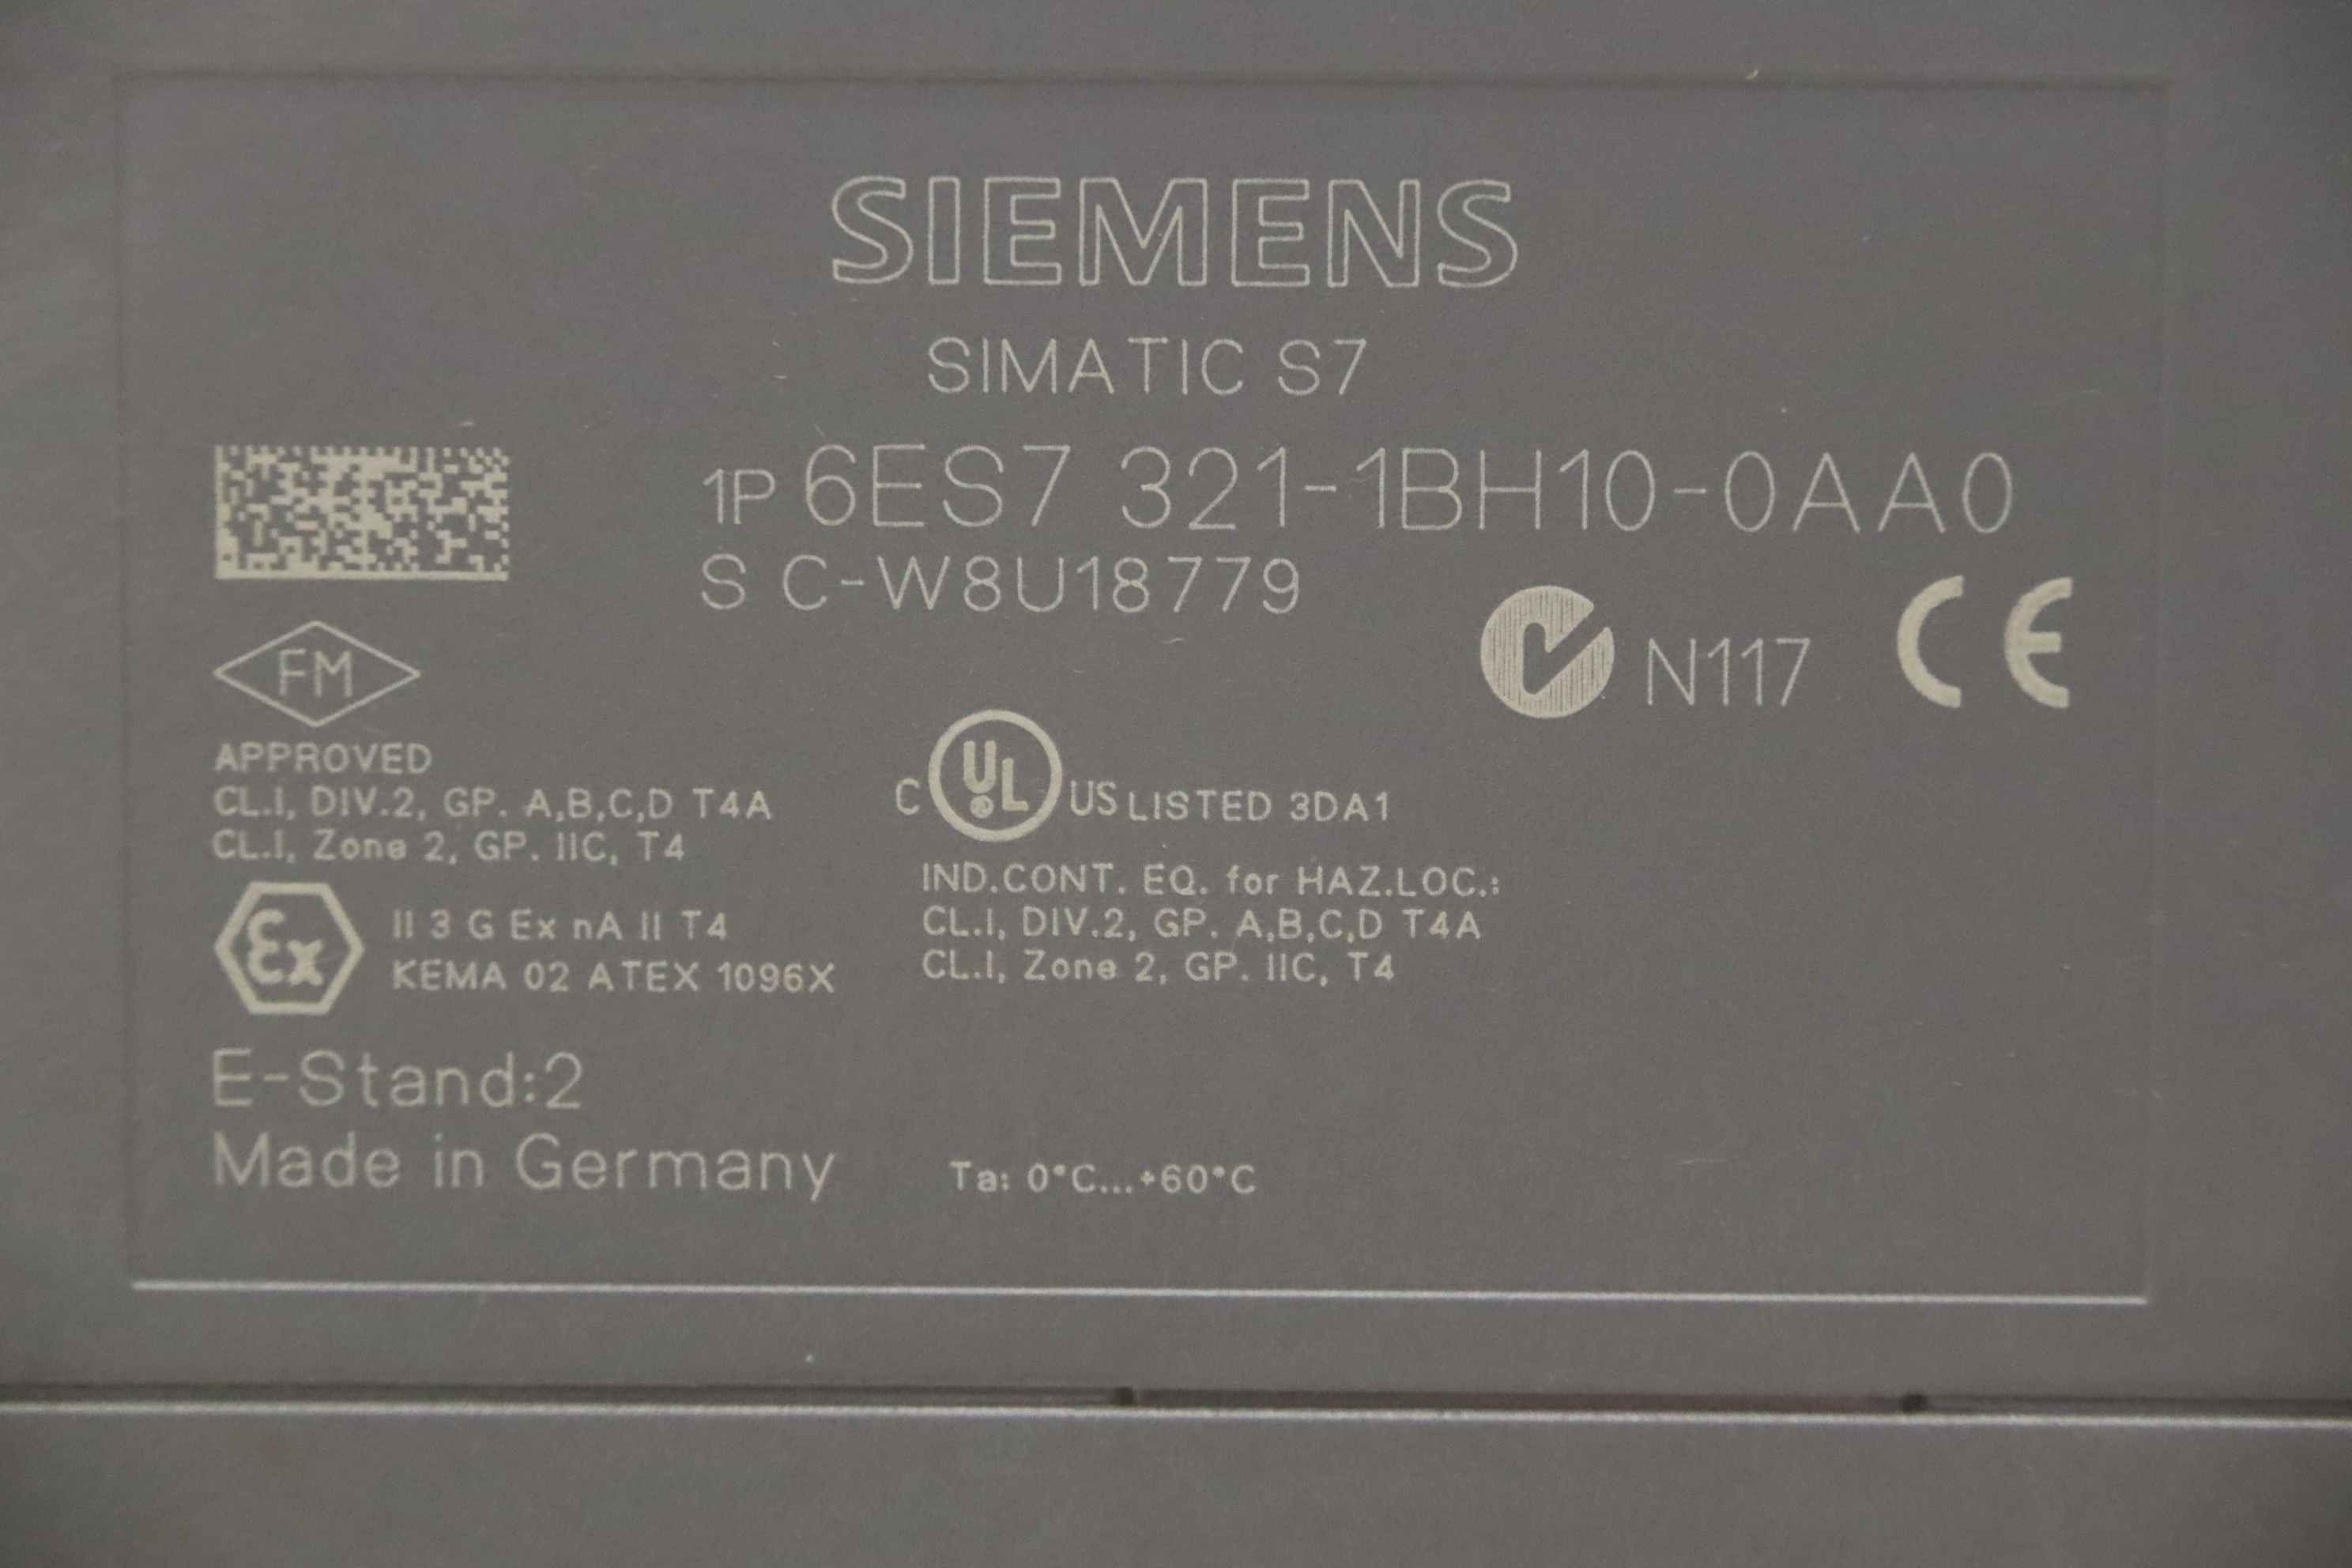 SIEMENS
SIMATIC S7
1P 6ES7 321-1BH10-0AA0
S C-W8U18779
N117 CE
FM
APPROVED
CL.I, DIV.2, GP. A,B,C,D T4A
CL.I, Zone 2, GP. IIC, T4
C UL US LISTED 3DA1
IND.CONT. EQ. for HAZ.LOC.:
CL.I, DIV.2, GP. A,B,C,D T4A
CL.I, Zone 2, GP. IIC, T4
Ex II 3 G Ex nA II T4
KEMA 02 ATEX 1096X
E-Stand:2
Made in Germany
Ta: 0°C...+60°C